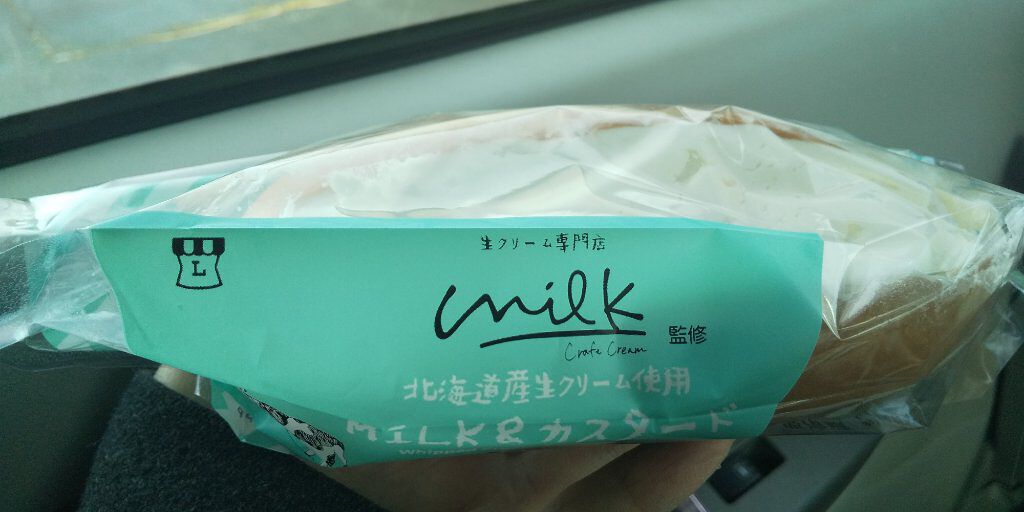 L
生クリーム専門店
milk
監修
Crafe Cream
北海道産生クリーム使用
MILK&カスタード